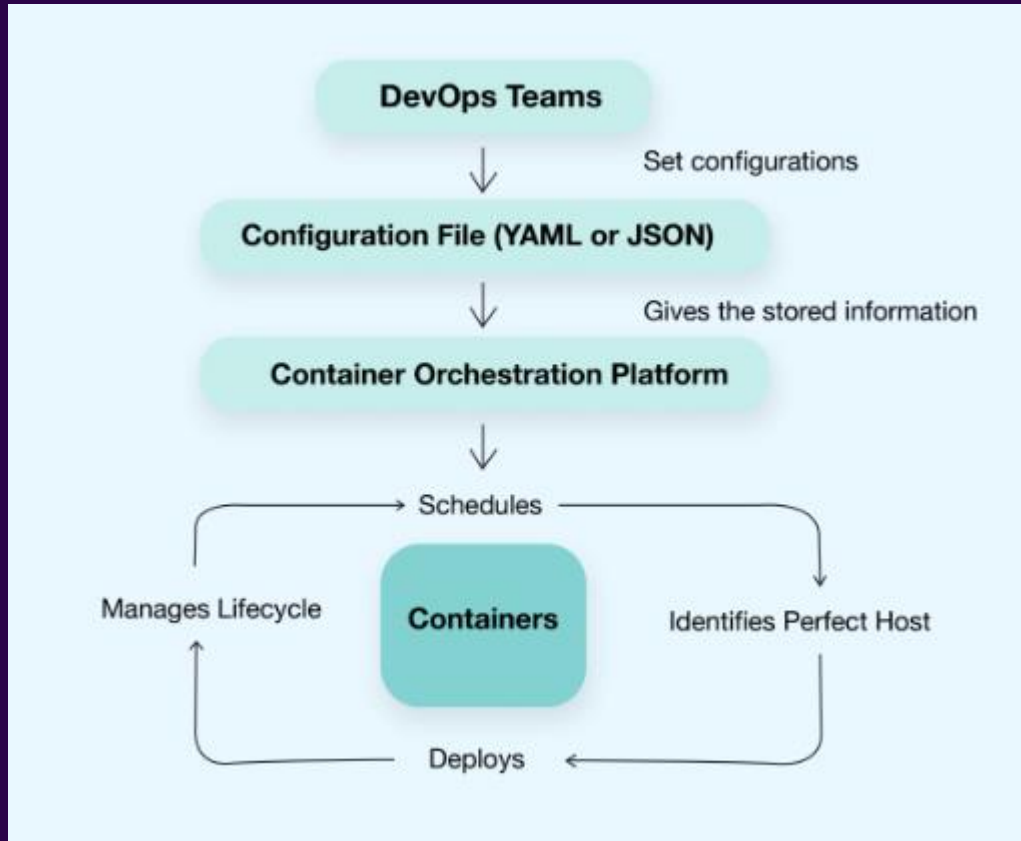 DevOps Teams
Set configurations
Configuration File (YAML or JSON)
Gives the stored information
Container Orchestration Platform
Schedules
Manages Lifecycle
Containers
Identifies Perfect Host
Deploys